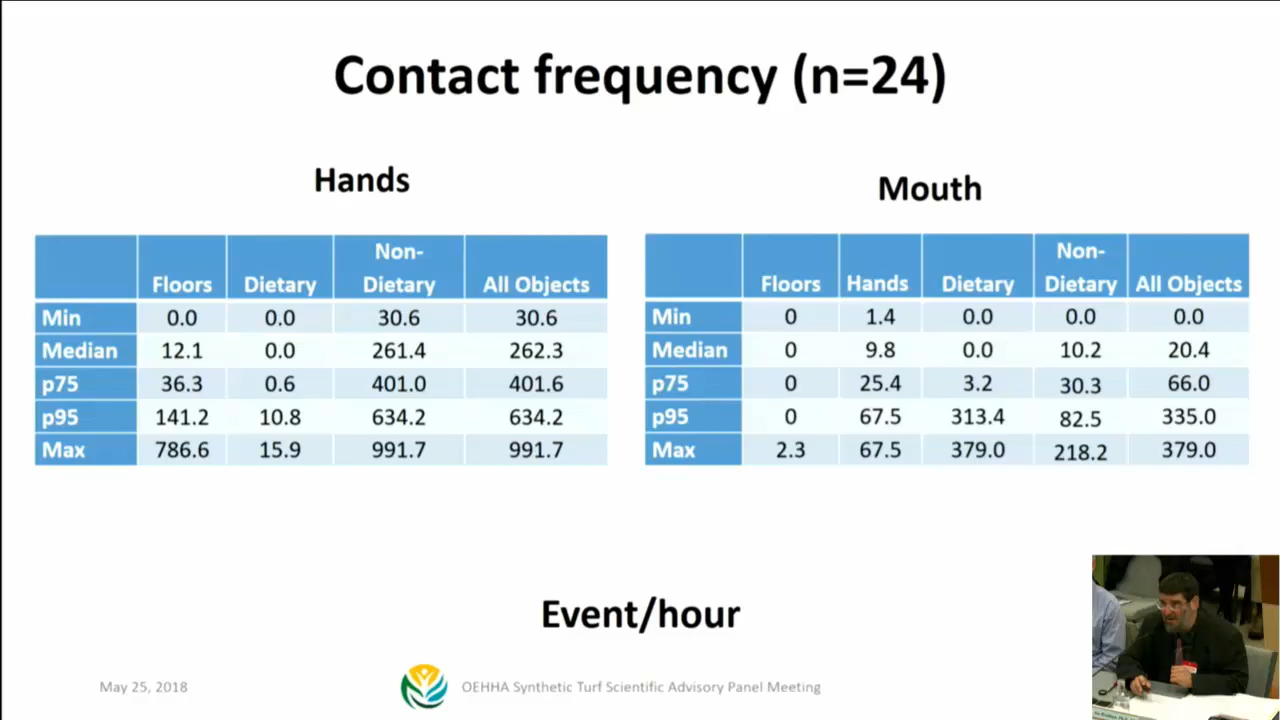 Contact frequency (n=24)
Hands
Non-
Floors Dietary Dietary All Objects
Min 0.0 0.0 30.6 30.6
Median 12.1 0.0 261.4 262.3
p75 36.3 0.6 401.0 401.6
p95 141.2 10.8 634.2 634.2
Max 786.6 15.9 991.7 991.7
Mouth
Non-
Floors Hands Dietary Dietary All Objects
Min 0 1.4 0.0 0.0 0.0
Median 0 9.8 0.0 10.2 20.4
p75 0 25.4 3.2 30.3 66.0
p95 0 67.5 313.4 82.5 335.0
Max 2.3 67.5 379.0 218.2 379.0
Event/hour
May 25, 2018
OEHHA Synthetic Turf Scientific Advisory Panel Meeting